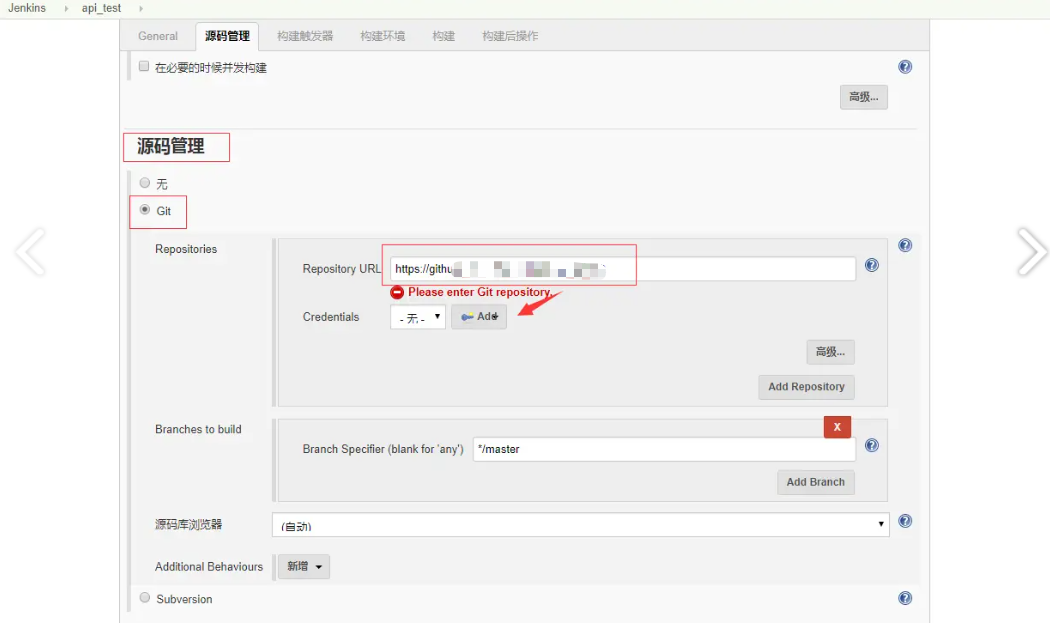 Jenkins api_test
General 源码管理 构建触发器 构建环境 构建 构建后操作
在必要的时候并发构建
高级...
源码管理
无
Git
Repositories
Repository URL https://githu
Please enter Git repository.
Credentials - 无 - Add
高级...
Add Repository
Branches to build
X
Branch Specifier (blank for 'any') */master
Add Branch
源码库浏览器 (自动)
Additional Behaviours 新增
Subversion